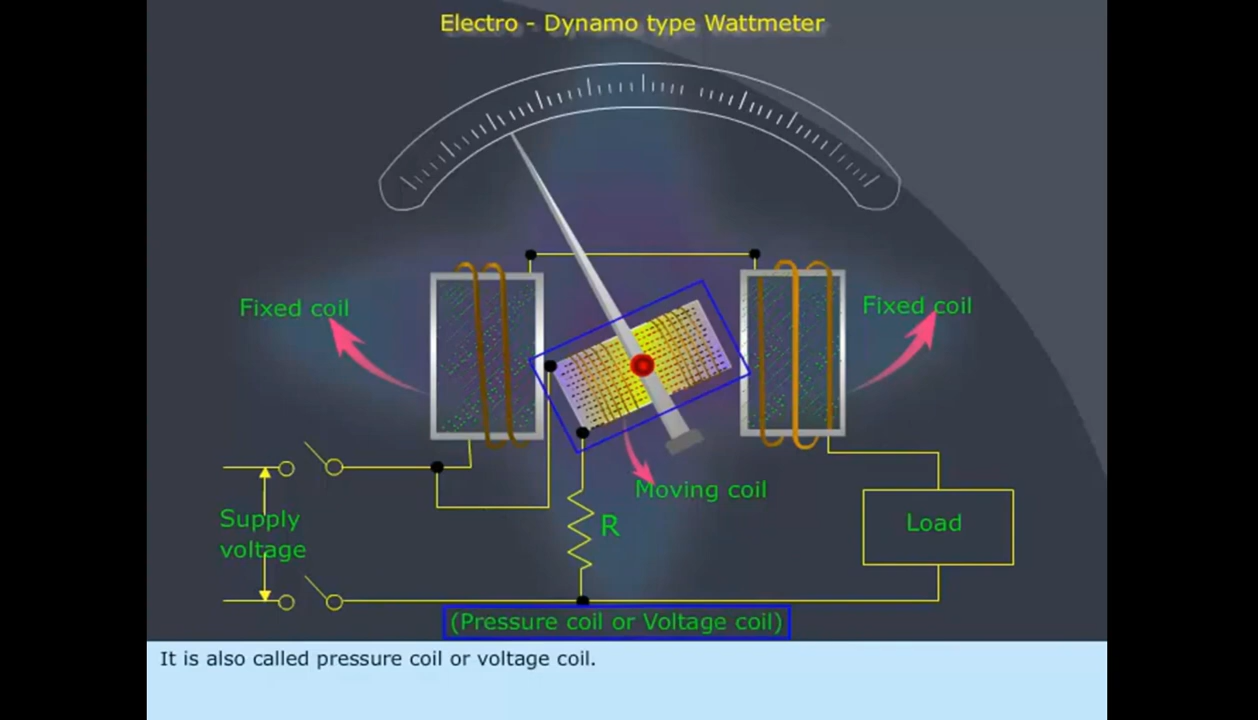 Electro - Dynamo type Wattmeter
Fixed coil
Fixed coil
Moving coil
Supply
voltage
R
Load
(Pressure coil or Voltage coil)
It is also called pressure coil or voltage coil.